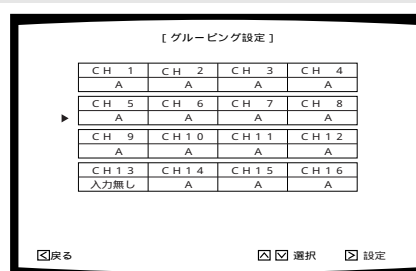 [ グルーピング設定 ]
CH 1 CH 2 CH 3 CH 4
A A A A
CH 5 CH 6 CH 7 CH 8
A A A A
CH 9 CH10 CH11 CH12
A A A A
CH13 CH14 CH15 CH16
入力無し A A A
戻る 選択 設定